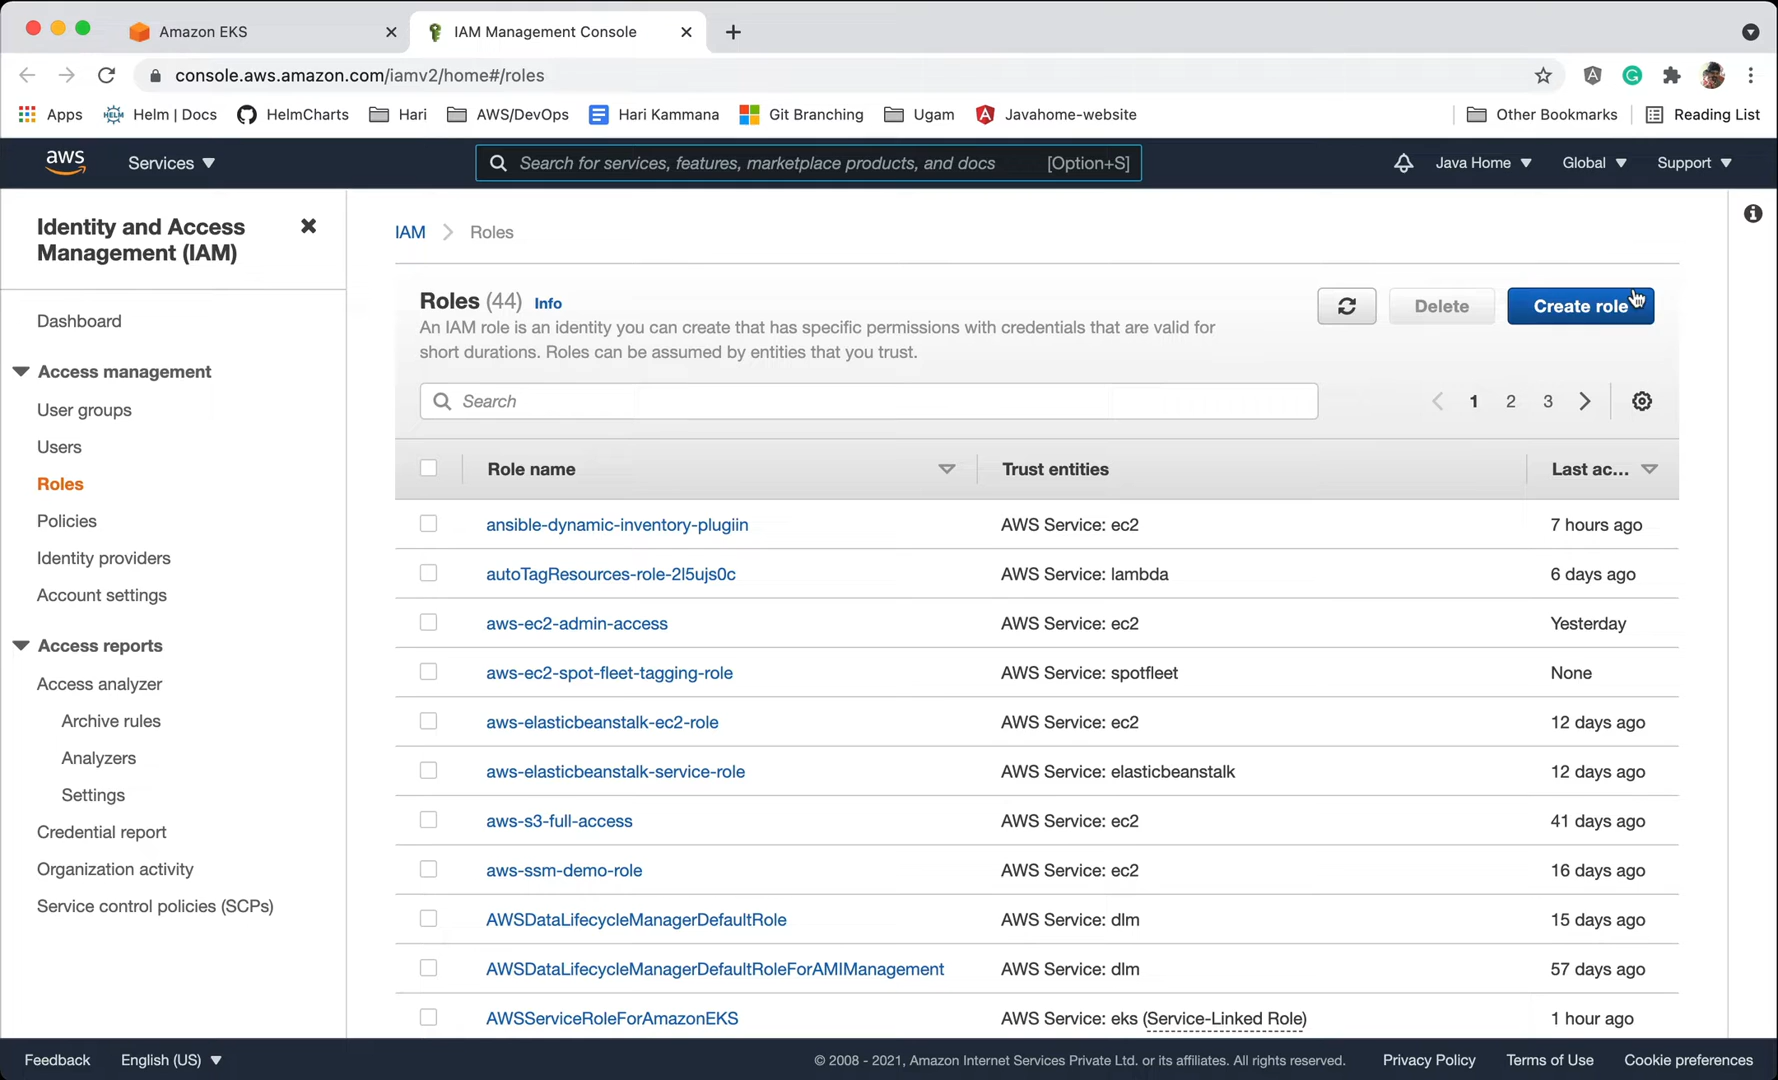 Amazon EKS
IAM Management Console
console.aws.amazon.com/iamv2/home#/roles
Apps
HELM
Helm | Docs
HelmCharts
Hari
AWS/DevOps
Hari Kammana
Git Branching
Ugam
Javahome-website
Other Bookmarks
Reading List
aws
Services
Search for services, features, marketplace products, and docs
[Option+S]
Java Home
Global
Support
Identity and Access
Management (IAM)
Dashboard
Access management
User groups
Users
Roles
Policies
Identity providers
Account settings
Access reports
Access analyzer
Archive rules
Analyzers
Settings
Credential report
Organization activity
Service control policies (SCPs)
IAM
Roles
Roles (44) Info
An IAM role is an identity you can create that has specific permissions with credentials that are valid for
short durations. Roles can be assumed by entities that you trust.
Delete
Create role
Search
1 2 3
Role name Trust entities Last ac...
ansible-dynamic-inventory-plugiin AWS Service: ec2 7 hours ago
autoTagResources-role-2l5ujs0c AWS Service: lambda 6 days ago
aws-ec2-admin-access AWS Service: ec2 Yesterday
aws-ec2-spot-fleet-tagging-role AWS Service: spotfleet None
aws-elasticbeanstalk-ec2-role AWS Service: ec2 12 days ago
aws-elasticbeanstalk-service-role AWS Service: elasticbeanstalk 12 days ago
aws-s3-full-access AWS Service: ec2 41 days ago
aws-ssm-demo-role AWS Service: ec2 16 days ago
AWSDataLifecycleManagerDefaultRole AWS Service: dlm 15 days ago
AWSDataLifecycleManagerDefaultRoleForAMIManagement AWS Service: dlm 57 days ago
AWSServiceRoleForAmazonEKS AWS Service: eks (Service-Linked Role) 1 hour ago
Feedback
English (US)
© 2008 - 2021, Amazon Internet Services Private Ltd. or its affiliates. All rights reserved.
Privacy Policy
Terms of Use
Cookie preferences